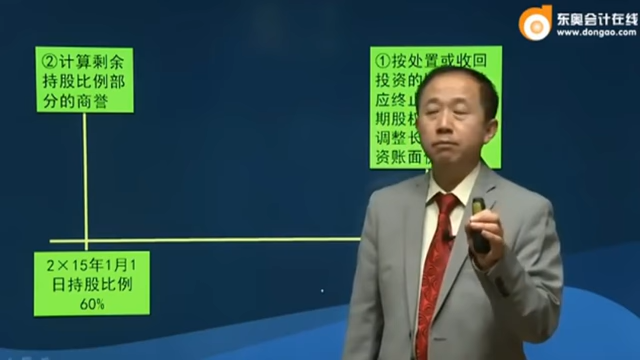 东奥会计在线
www.dongao.com
②计算剩余
持股比例部
分的商誉
①按处置或收回
投资的
应终止
期股权
调整长
资账面
2×15年1月1
日持股比例
60%